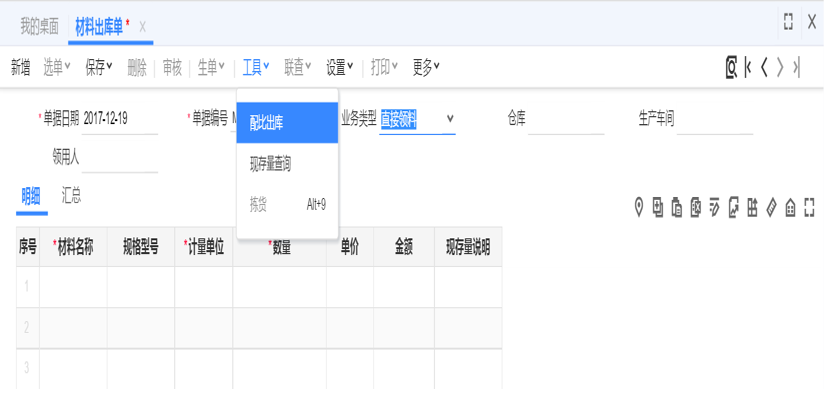 我的桌面 材料出库单 *
新增 选单 保存 删除 审核 生单 工具 联查 设置 打印 更多
* 单据日期 2017-12-19 * 单据编号 业务类型 直接领料 仓库 生产车间
配比出库
领用人
现存量查询
明细 汇总
拣货 Alt+9
序号 *材料名称 规格型号 *计量单位 *数量 单价 金额 现存量说明
1
2
3